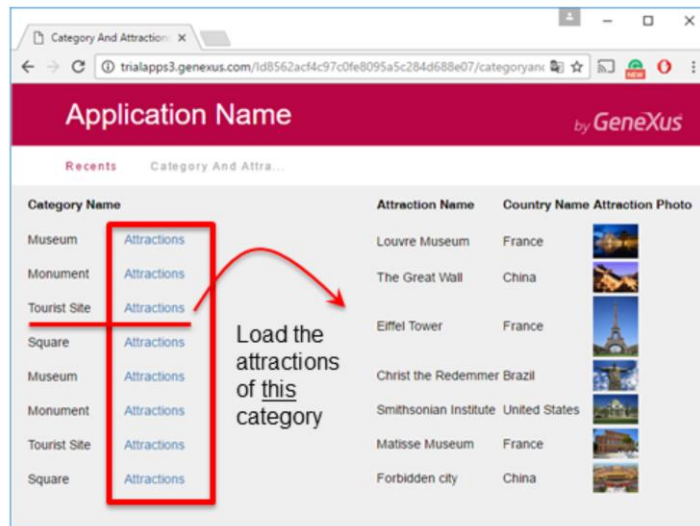 Category And Attraction
trialapps3.genexus.com/Id8562acf4c97c0fe8095a5c284d688e07/categoryan
NEW
Application Name
by GeneXus
Recents Category And Attra...
Category Name Attraction Name Country Name Attraction Photo
Museum Attractions Louvre Museum France
Monument Attractions The Great Wall China
Tourist Site Attractions Eiffel Tower France
Square Attractions
Museum Attractions Christ the Redemmer Brazil
Monument Attractions Smithsonian Institute United States
Tourist Site Attractions Matisse Museum France
Square Attractions Forbidden city China
Load the
attractions
of this
category